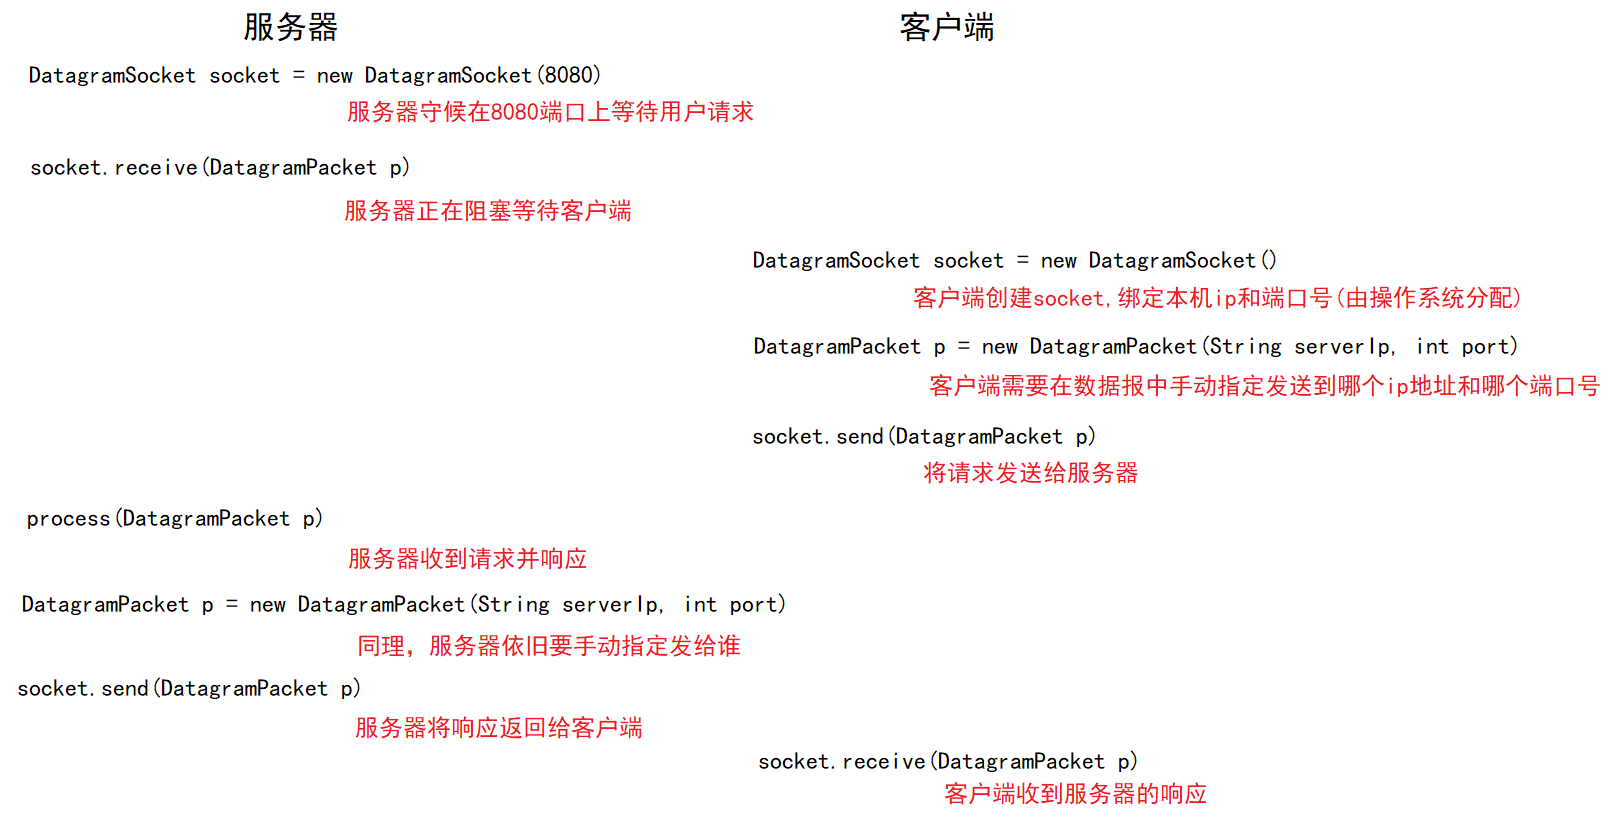 服务器
客户端
DatagramSocket socket = new DatagramSocket(8080)
服务器守候在8080端口上等待用户请求
socket.receive(DatagramPacket p)
服务器正在阻塞等待客户端
DatagramSocket socket = new DatagramSocket()
客户端创建socket,绑定本机ip和端口号(由操作系统分配)
DatagramPacket p = new DatagramPacket(String serverIp, int port)
客户端需要在数据报中手动指定发送到哪个ip地址和哪个端口号
socket.send(DatagramPacket p)
将请求发送给服务器
process(DatagramPacket p)
服务器收到请求并响应
DatagramPacket p = new DatagramPacket(String serverIp, int port)
同理，服务器依旧要手动指定发给谁
socket.send(DatagramPacket p)
服务器将响应返回给客户端
socket.receive(DatagramPacket p)
客户端收到服务器的响应